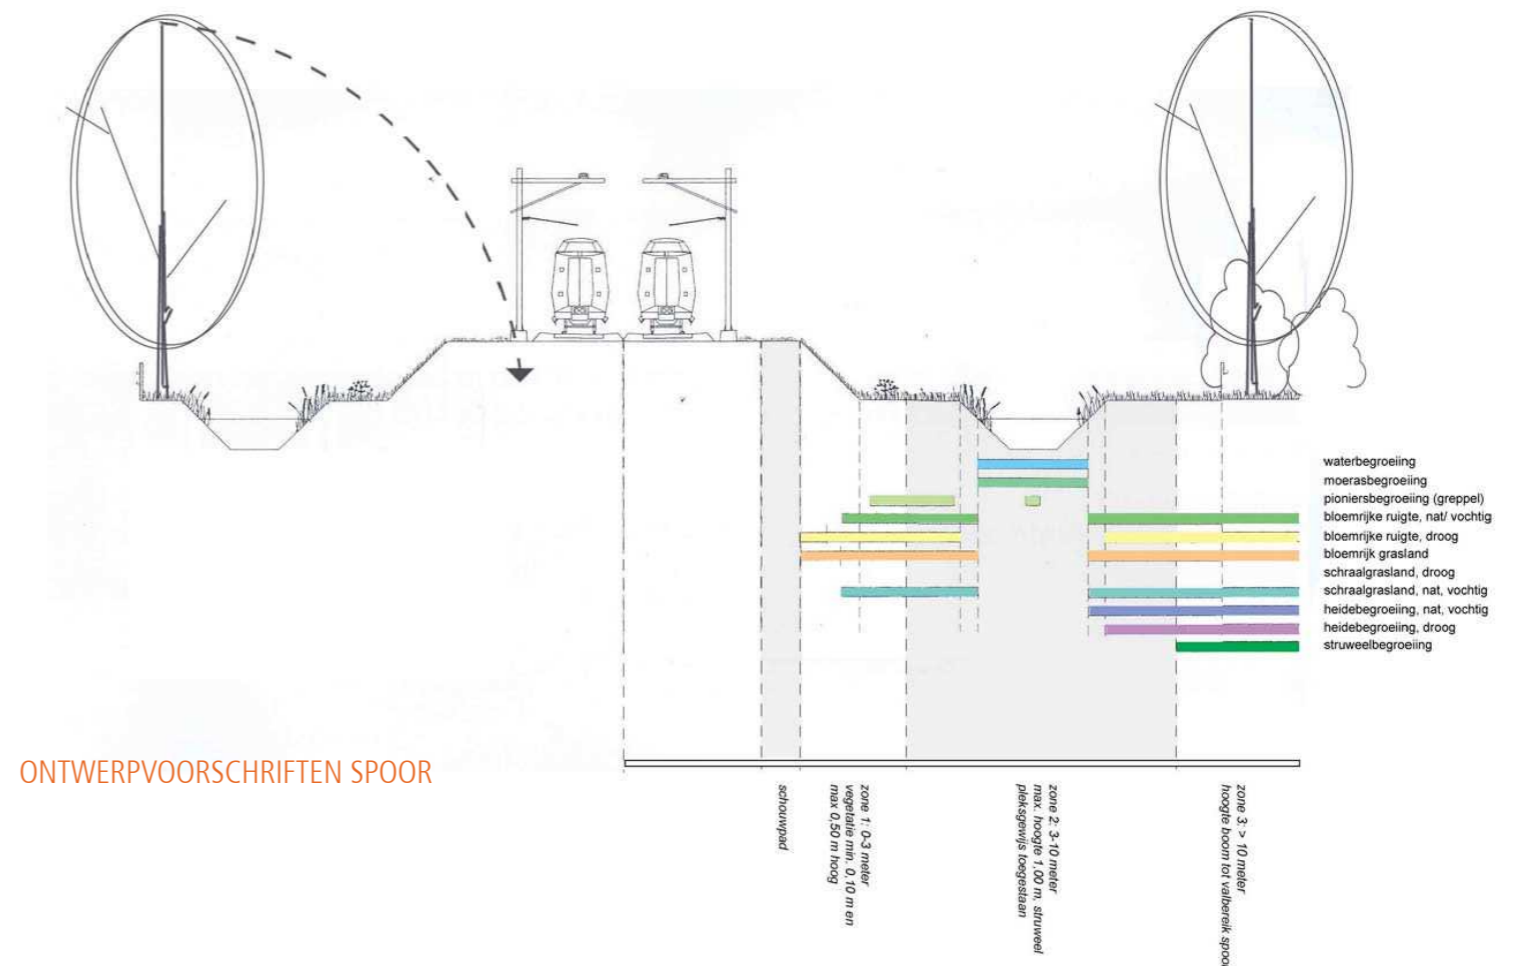 waterbegroeiing
moerasbegroeiing
pioniersbegroeiing (greppel)
bloemrijke ruigte, nat/ vochtig
bloemrijke ruigte, droog
bloemrijk grasland
schraalgrasland, droog
schraalgrasland, nat, vochtig
heidebegroeiing, nat, vochtig
heidebegroeiing, droog
struweelbegroeiing
ONTWERPVOORSCHRIFTEN SPOOR
schouwpad
zone 1: 0-3 meter
vegetatie min. 0,10 m en
max 0,50 m hoog
zone 2: 3-10 meter
max. hoogte 1,00 m, struweel
pleksgewijs toegestaan
zone 3: > 10 meter
hoogte boom tot valbereik spoor